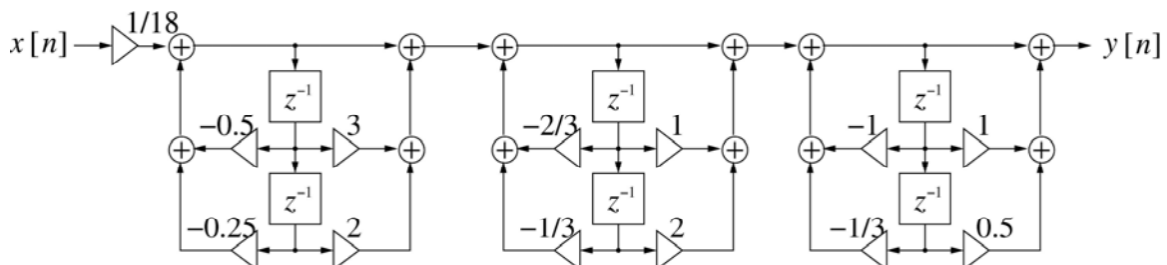 1/18
x[n] + + + + + + y[n]
z⁻¹ z⁻¹ z⁻¹
−0.5 3 −2/3 1 −1 1
+ + + + + +
z⁻¹ z⁻¹ z⁻¹
−0.25 2 −1/3 2 −1/3 0.5